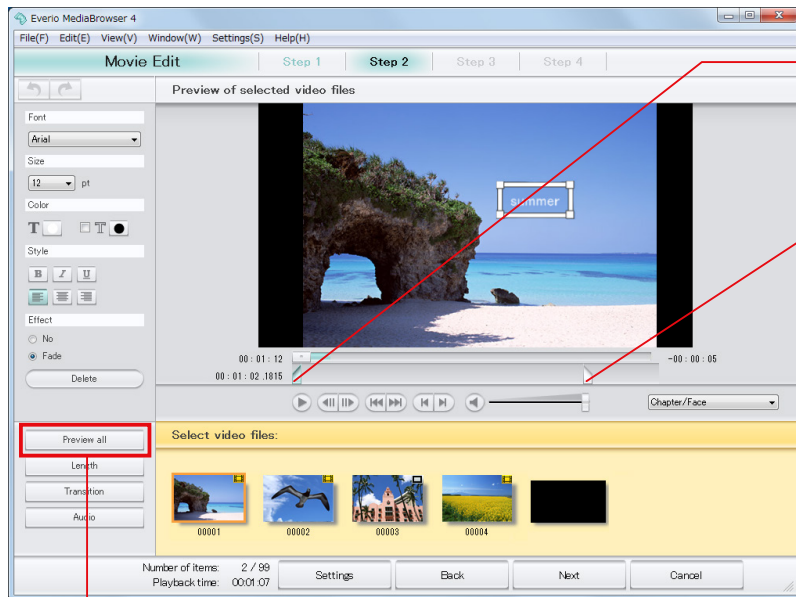 Everio MediaBrowser 4
File(F) Edit(E) View(V) Window(W) Settings(S) Help(H)
Movie Edit Step 1 Step 2 Step 3 Step 4
Preview of selected video files
Font
Arial
Size
12 pt
Color
T T
Style
B I U
Effect
No
Fade
Delete
summer
00 : 01 : 12 -00 : 00 : 05
00 : 01 : 02 .1815
Chapter/Face
Preview all
Length
Transition
Audio
Select video files:
00001 00002 00003 00004
Number of items: 2 / 99
Playback time: 00:01:07
Settings Back Next Cancel